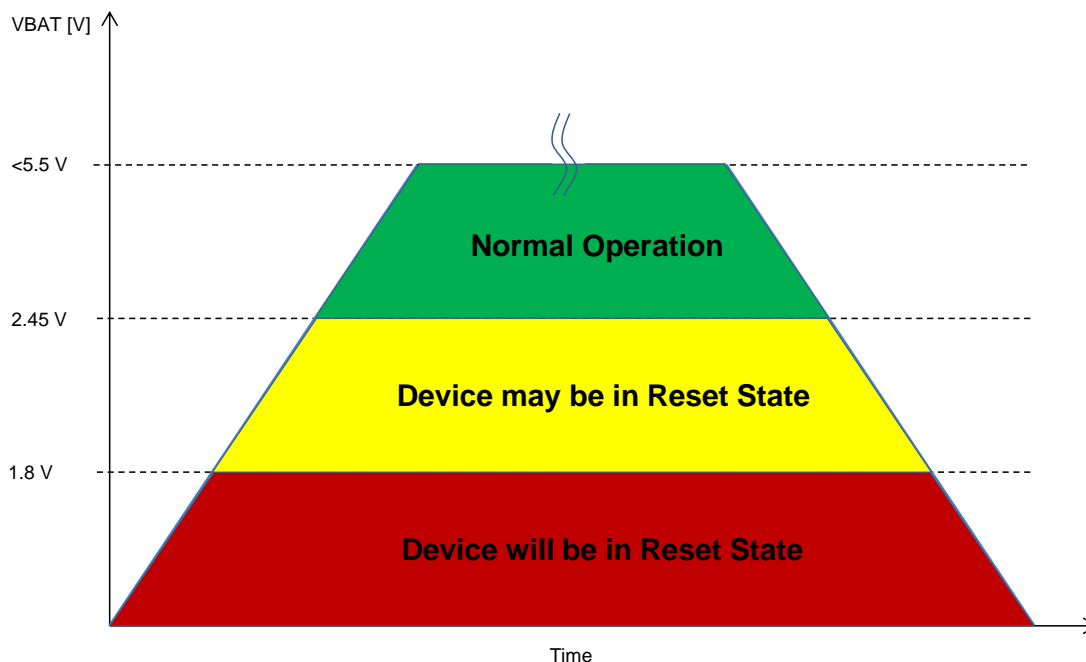 VBAT [V]
<5.5 V
Normal Operation
2.45 V
Device may be in Reset State
1.8 V
Device will be in Reset State
Time